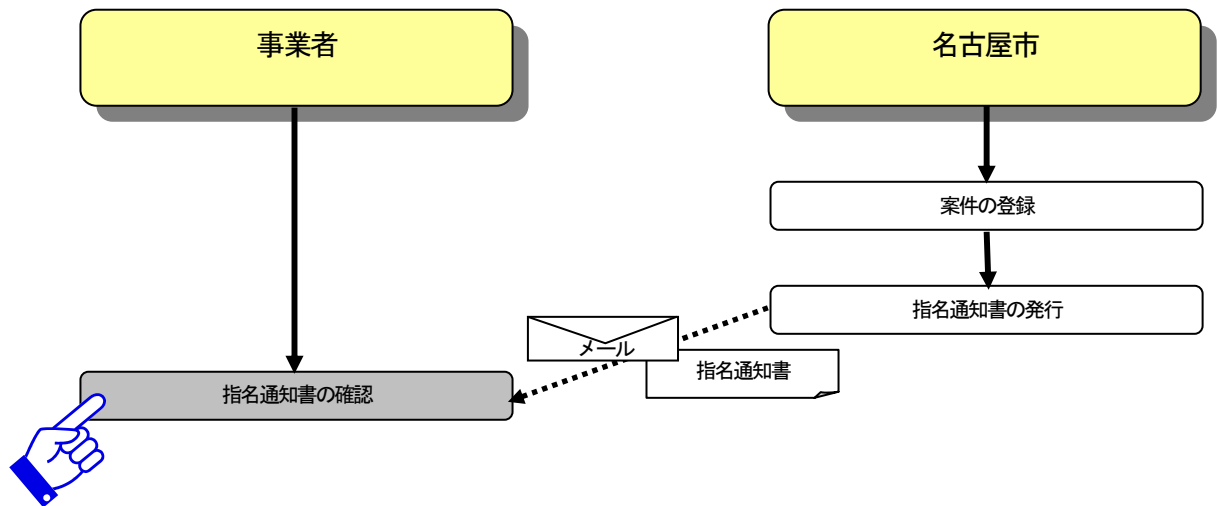 事業者
名古屋市
案件の登録
指名通知書の発行
メール
指名通知書
指名通知書の確認